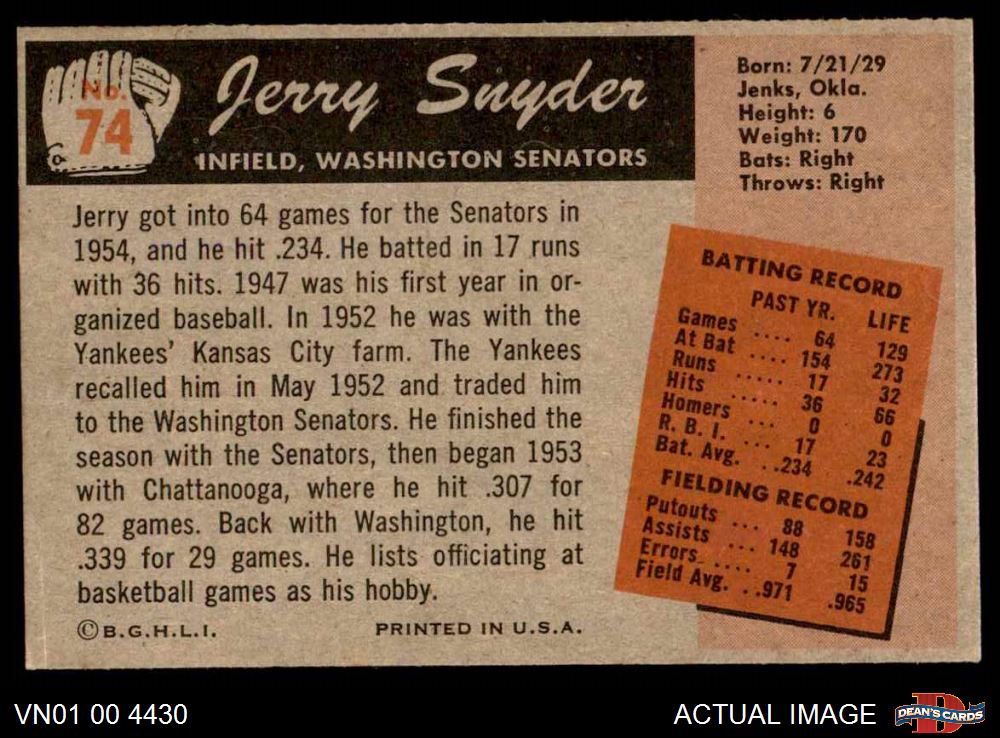 No.
74
Jerry Snyder
INFIELD, WASHINGTON SENATORS
Born: 7/21/29
Jenks, Okla.
Height: 6
Weight: 170
Bats: Right
Throws: Right
Jerry got into 64 games for the Senators in
1954, and he hit .234. He batted in 17 runs
with 36 hits. 1947 was his first year in or-
ganized baseball. In 1952 he was with the
Yankees' Kansas City farm. The Yankees
recalled him in May 1952 and traded him
to the Washington Senators. He finished the
season with the Senators, then began 1953
with Chattanooga, where he hit .307 for
82 games. Back with Washington, he hit
.339 for 29 games. He lists officiating at
basketball games as his hobby.
©B.G.H.L.I. PRINTED IN U.S.A.
BATTING RECORD
PAST YR. LIFE
Games .... 64 129
At Bat .... 154 273
Runs ..... 17 32
Hits ..... 36 66
Homers ... 0 0
R. B. I. ... 17 23
Bat. Avg. ..234 .242
FIELDING RECORD
Putouts ... 88 158
Assists ... 148 261
Errors .... 7 15
Field Avg. ..971 .965
VN01 00 4430
ACTUAL IMAGE
D
DEAN'S CARDS